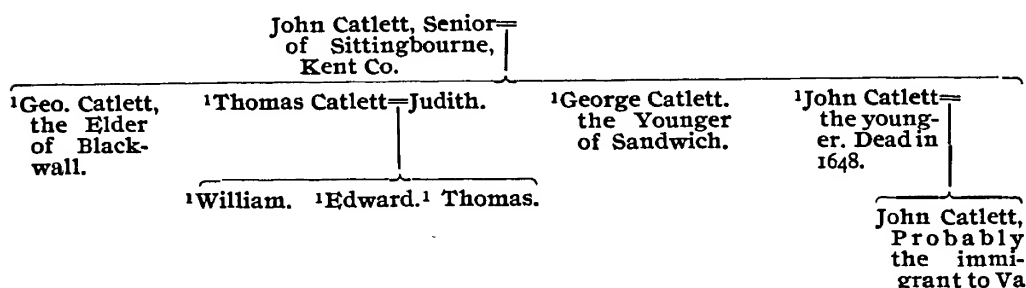 John Catlett, Senior=
of Sittingbourne,
Kent Co.
¹Geo. Catlett,
the Elder
of Black-
wall.
¹Thomas Catlett=Judith.
¹George Catlett.
the Younger
of Sandwich.
¹John Catlett=
the young-
er. Dead in
1648.
¹William. ¹Edward.¹ Thomas.
John Catlett,
Probably
the immi-
grant to Va